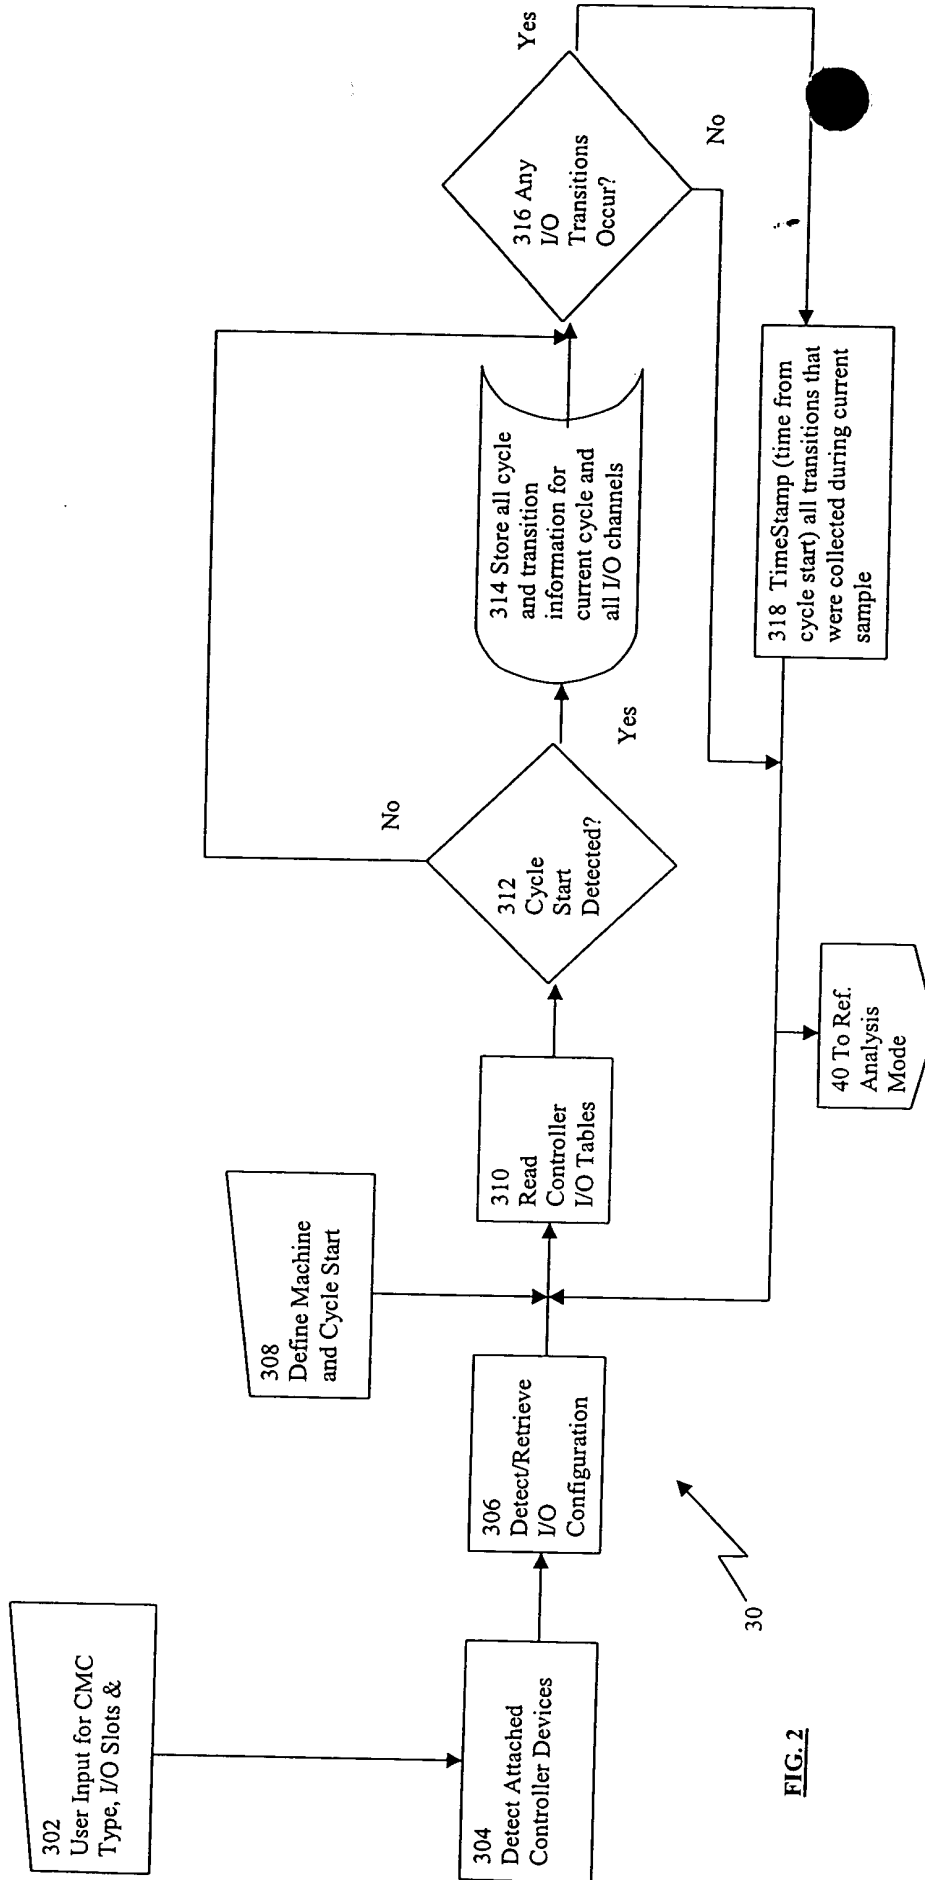 302
User Input for CMC
Type, I/O Slots &
304
Detect Attached
Controller Devices
306
Detect/Retrieve
I/O
Configuration
308
Define Machine
and Cycle Start
310
Read
Controller
I/O Tables
312
Cycle
Start
Detected?
No
Yes
314 Store all cycle
and transition
information for
current cycle and
all I/O channels
316 Any
I/O
Transitions
Occur?
Yes
No
318 TimeStamp (time from
cycle start) all transitions that
were collected during current
sample
40 To Ref.
Analysis
Mode
30
FIG. 2